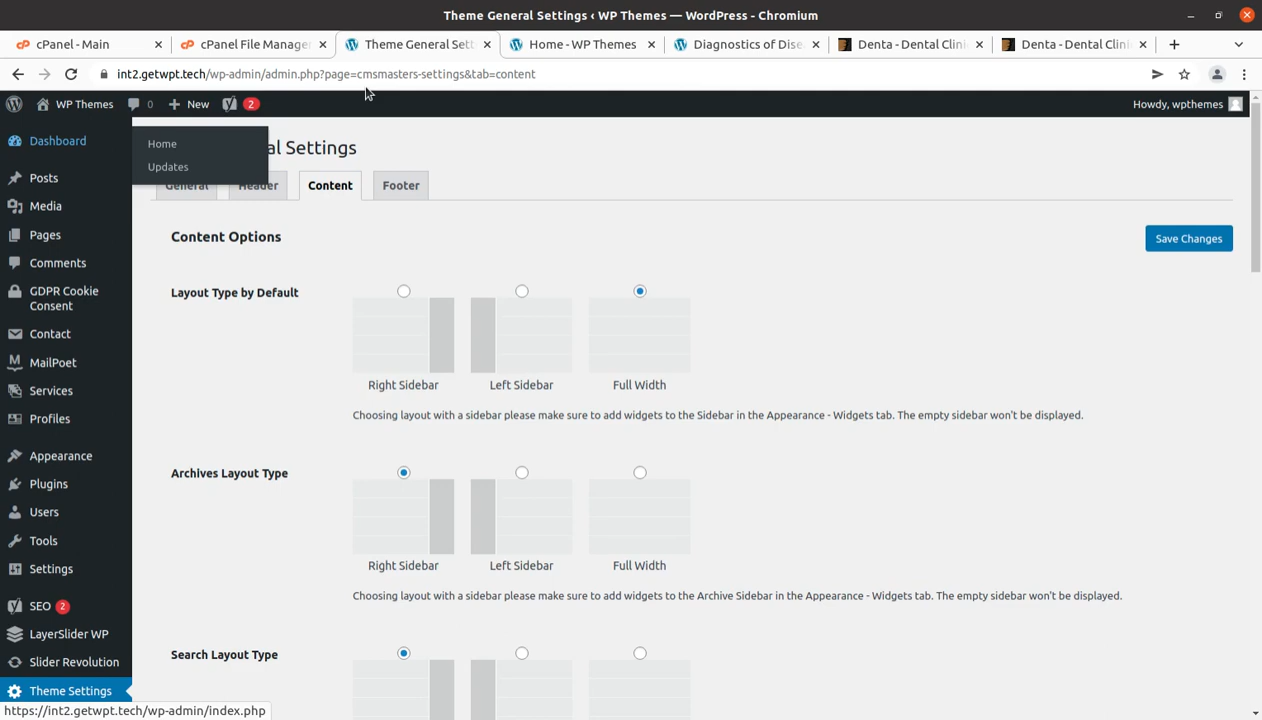 Theme General Settings ‹ WP Themes — WordPress - Chromium
cPanel - Main
cPanel File Manage
Theme General Sett
Home - WP Themes
Diagnostics of Dise
Denta - Dental Clini
Denta - Dental Clini
int2.getwpt.tech/wp-admin/admin.php?page=cmsmasters-settings&tab=content
WP Themes 0 New 2
Howdy, wpthemes
Dashboard
Home
Updates
Posts
Media
Pages
Comments
GDPR Cookie
Consent
Contact
MailPoet
Services
Profiles
Appearance
Plugins
Users
Tools
Settings
SEO 2
LayerSlider WP
Slider Revolution
Theme Settings
https://int2.getwpt.tech/wp-admin/index.php
al Settings
General Header Content Footer
Content Options
Save Changes
Layout Type by Default
Right Sidebar Left Sidebar Full Width
Choosing layout with a sidebar please make sure to add widgets to the Sidebar in the Appearance - Widgets tab. The empty sidebar won't be displayed.
Archives Layout Type
Right Sidebar Left Sidebar Full Width
Choosing layout with a sidebar please make sure to add widgets to the Archive Sidebar in the Appearance - Widgets tab. The empty sidebar won't be displayed.
Search Layout Type